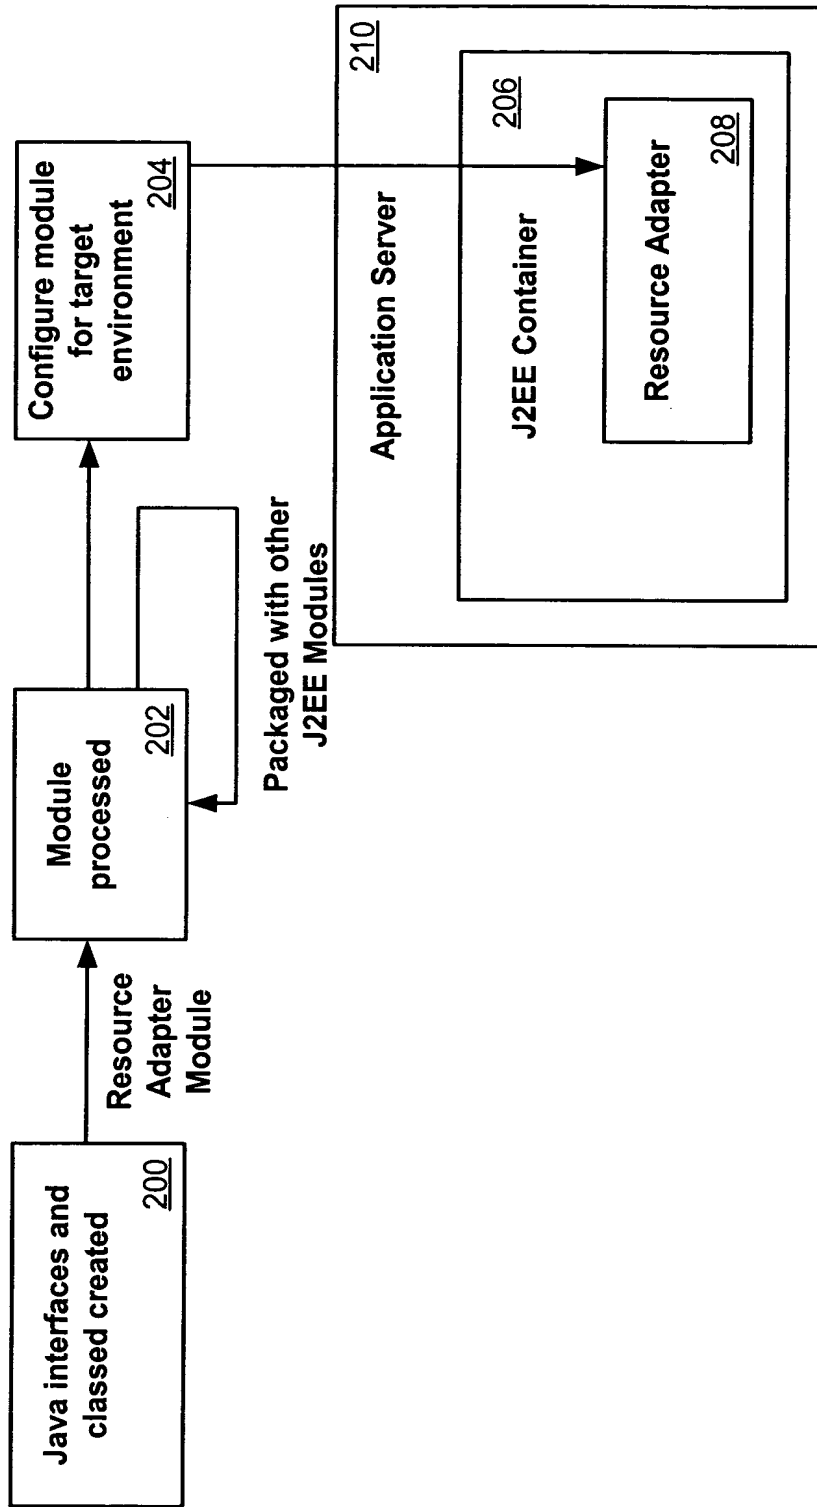 Java interfaces and
classed created
200
Resource
Adapter
Module
Module
processed
202
Packaged with other
J2EE Modules
Configure module
for target
environment
204
Application Server
210
J2EE Container
206
Resource Adapter
208